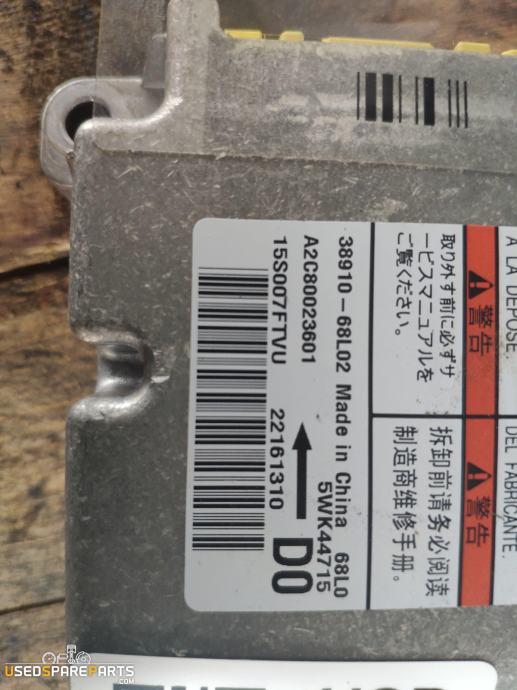 38910-68L02 Made in China 68L0
A2C80023601 5WK44715
15S007FTVU 22161310 D0
À LA DÉPOSE.
警告
取り外す前に必ずサ
ービスマニュアルを
ご覧ください。
DEL FABRICANTE.
警告
拆卸前请务必阅读
制造商维修手册。
USEDSPAREPARTS.COM